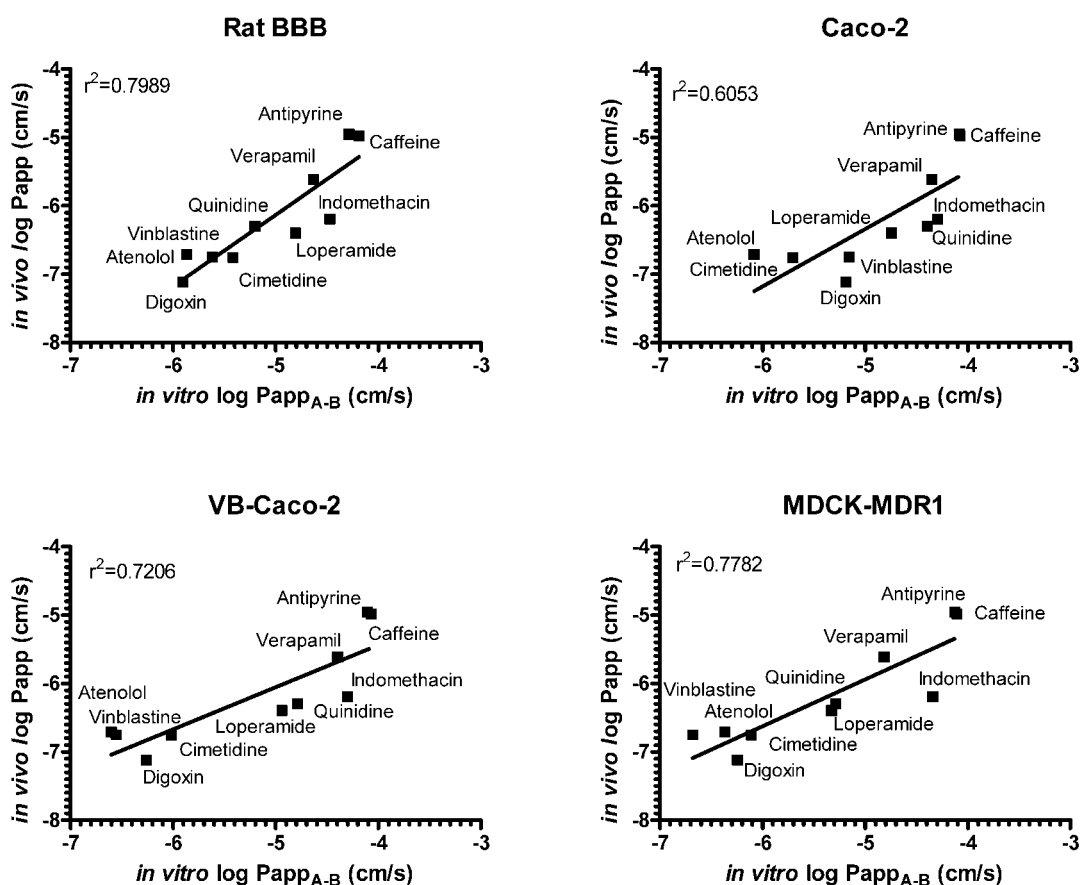 Rat BBB
r²=0.7989
in vivo log Papp (cm/s)
-4
-5
-6
-7
-8
Antipyrine
Caffeine
Verapamil
Indomethacin
Quinidine
Loperamide
Vinblastine
Atenolol
Cimetidine
Digoxin
-7 -6 -5 -4 -3
in vitro log PappA-B (cm/s)
Caco-2
r²=0.6053
in vivo log Papp (cm/s)
-4
-5
-6
-7
-8
Antipyrine
Caffeine
Verapamil
Indomethacin
Loperamide
Quinidine
Atenolol
Cimetidine
Vinblastine
Digoxin
-7 -6 -5 -4 -3
in vitro log PappA-B (cm/s)
VB-Caco-2
r²=0.7206
in vivo log Papp (cm/s)
-4
-5
-6
-7
-8
Antipyrine
Caffeine
Verapamil
Indomethacin
Atenolol
Vinblastine
Quinidine
Loperamide
Cimetidine
Digoxin
-7 -6 -5 -4 -3
in vitro log PappA-B (cm/s)
MDCK-MDR1
r²=0.7782
in vivo log Papp (cm/s)
-4
-5
-6
-7
-8
Antipyrine
Caffeine
Verapamil
Quinidine
Indomethacin
Vinblastine
Atenolol
Loperamide
Cimetidine
Digoxin
-7 -6 -5 -4 -3
in vitro log PappA-B (cm/s)